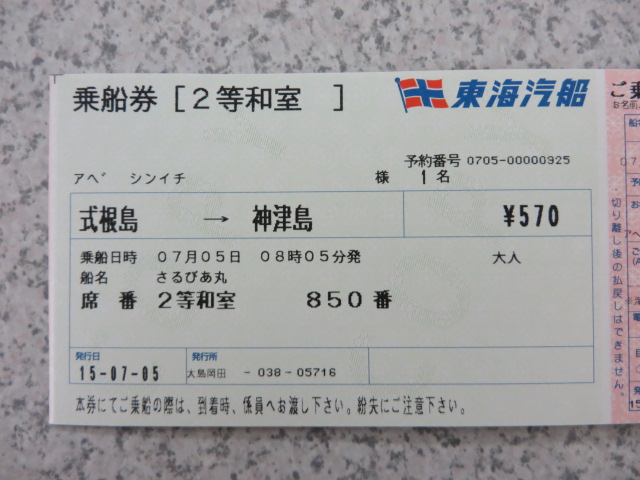 乗船券［２等和室　］
東海汽船
予約番号 0705-00000925
アベ゛ シンイチ 様 １名
式根島 → 神津島 ¥570
乗船日時 ０７月０５日 ０８時０５分発 大人
船名 さるびあ丸
席番 ２等和室 ８５０番
発行日 発行所
15-07-05 大島岡田 －038－05716
本券にてご乗船の際は、到着時、係員へお渡し下さい。紛失にご注意下さい。
切り離し後の払戻しはできません。
ご乗
お名前